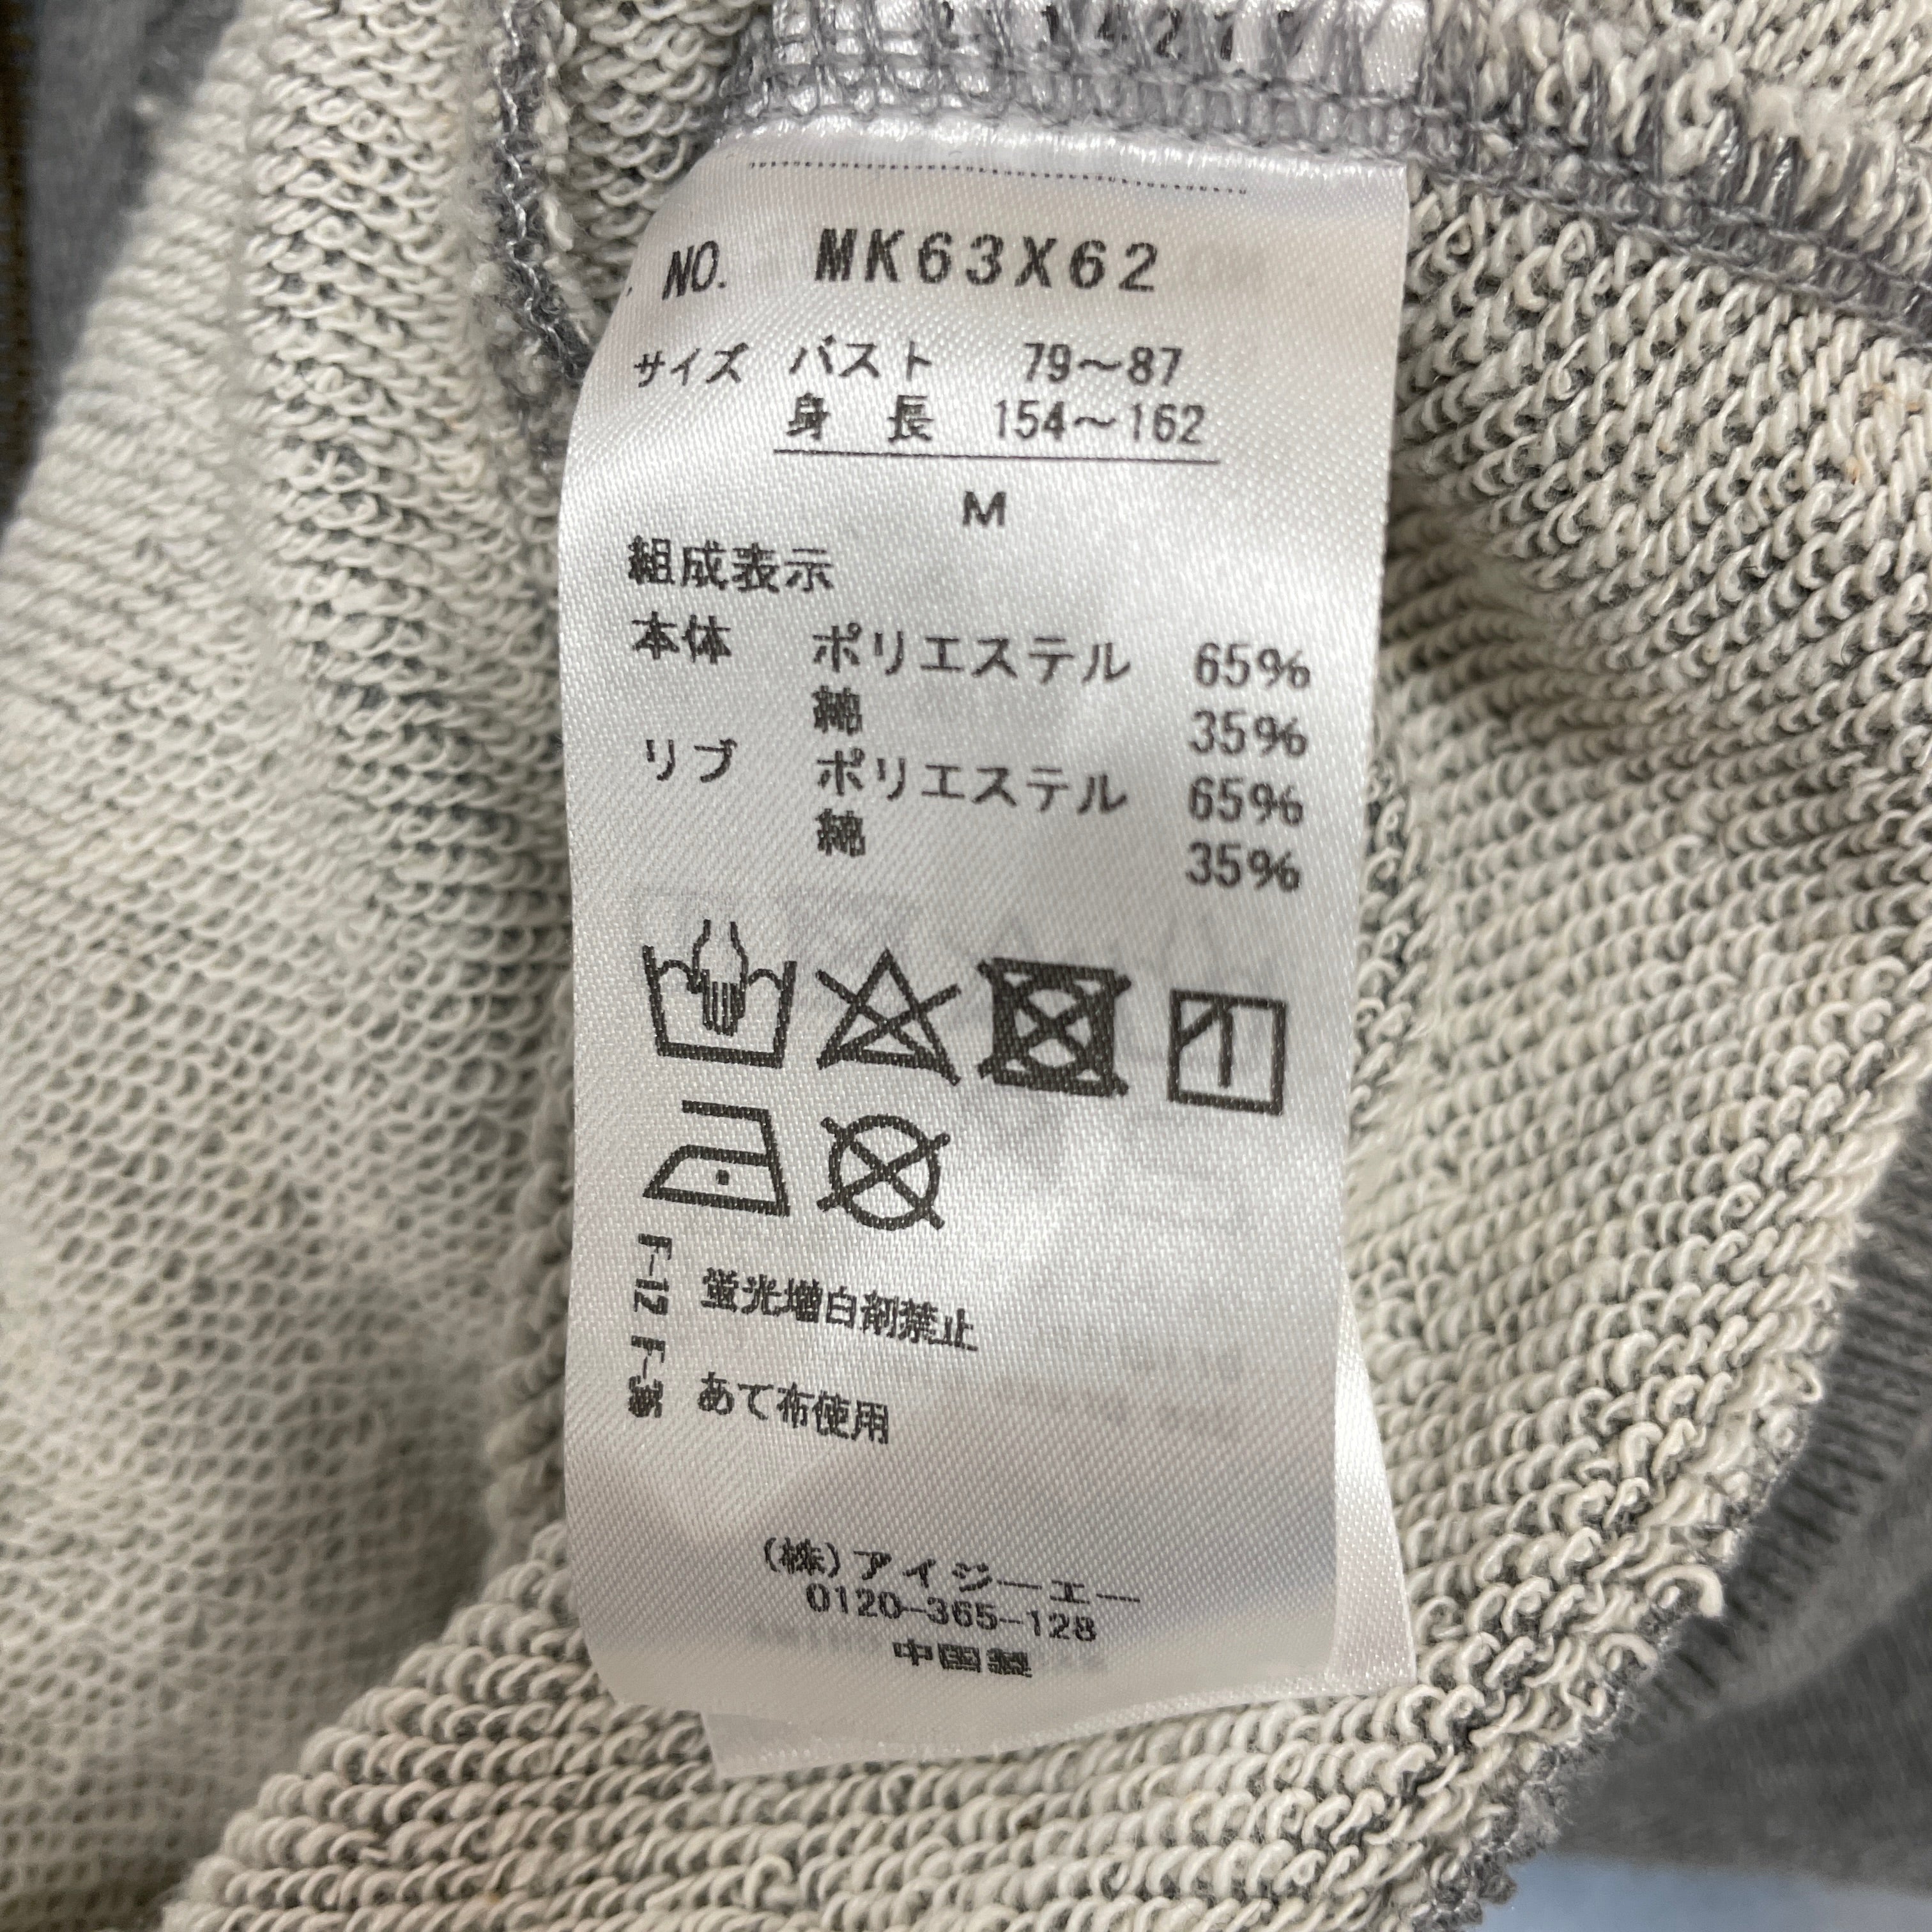 NO. MK63X62
サイズ バスト 79～87
身 長 154～162
M
組成表示
本体 ポリエステル 65%
綿 35%
リブ ポリエステル 65%
綿 35%
蛍光増白剤禁止
あて布使用
F-12
(株)アイジーエー
0120-365-128
中国製